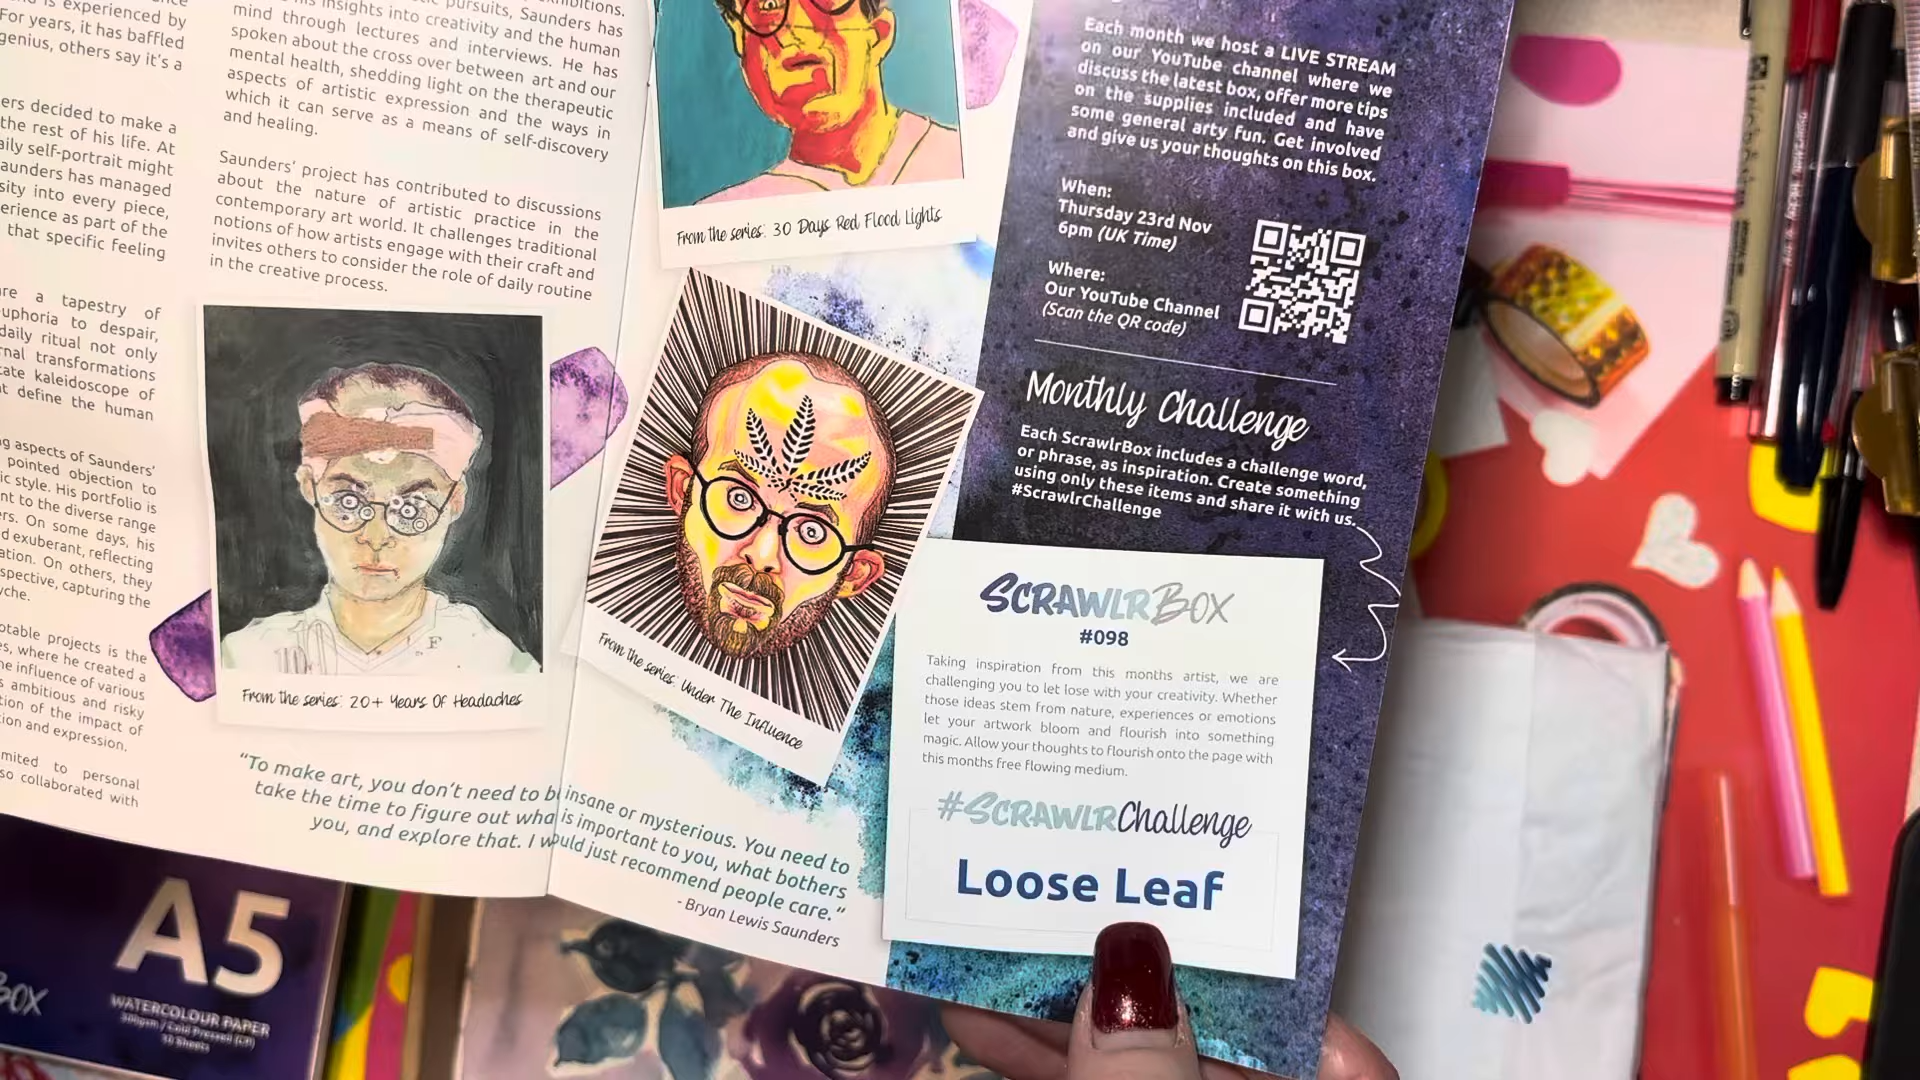 is experienced by
For years, it has baffled
genius, others say it's a
ers decided to make a
the rest of his life. At
aily self-portrait might
aunders has managed
sity into every piece,
erience as part of the
that specific feeling
re a tapestry of
euphoria to despair,
daily ritual not only
rnal transformations
cate kaleidoscope of
t define the human
ng aspects of Saunders'
pointed objection to
ic style. His portfolio is
nt to the diverse range
ers. On some days, his
d exuberant, reflecting
ation. On others, they
spective, capturing the
yche.
otable projects is the
s, where he created a
he influence of various
s ambitious and risky
tion of the impact of
tion and expression.
mited to personal
so collaborated with
pursuits, Saunders has
insights into creativity and the human
mind through lectures and interviews. He has
spoken about the cross over between art and our
mental health, shedding light on the therapeutic
aspects of artistic expression and the ways in
which it can serve as a means of self-discovery
and healing.
Saunders' project has contributed to discussions
about the nature of artistic practice in the
contemporary art world. It challenges traditional
notions of how artists engage with their craft and
invites others to consider the role of daily routine
in the creative process.
From the series: 20+ Years Of Headaches
From the series: 30 Days Red Flood Lights
From the series: Under The Influence
"To make art, you don't need to be insane or mysterious. You need to
take the time to figure out what is important to you, what bothers
you, and explore that. I would just recommend people care."
- Bryan Lewis Saunders
Each month we host a LIVE STREAM
on our YouTube channel where we
discuss the latest box, offer more tips
on the supplies included and have
some general arty fun. Get involved
and give us your thoughts on this box.
When:
Thursday 23rd Nov
6pm (UK Time)
Where:
Our YouTube Channel
(Scan the QR code)
Monthly Challenge
Each ScrawlrBox includes a challenge word,
or phrase, as inspiration. Create something
using only these items and share it with us.
#ScrawlrChallenge
SCRAWLRBOX
#098
Taking inspiration from this months artist, we are
challenging you to let lose with your creativity. Whether
those ideas stem from nature, experiences or emotions
let your artwork bloom and flourish into something
magic. Allow your thoughts to flourish onto the page with
this months free flowing medium.
#SCRAWLRChallenge
Loose Leaf
BOX
A5
WATERCOLOUR PAPER
300gsm / Cold Pressed (CP)
10 Sheets